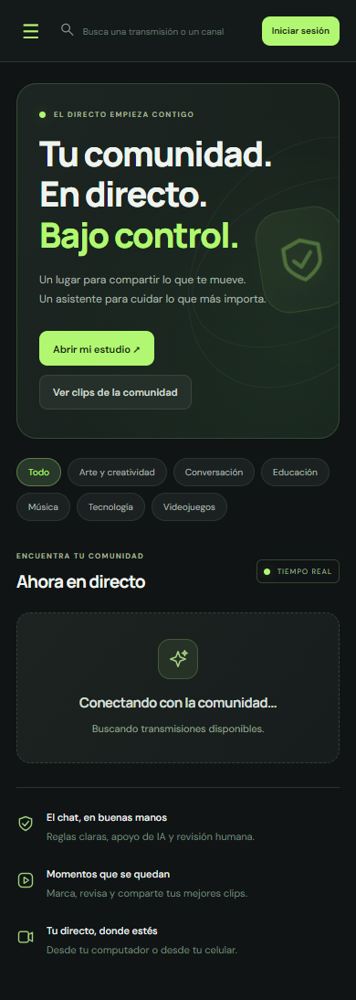 Busca una transmisión o un canal
Iniciar sesión
EL DIRECTO EMPIEZA CONTIGO
Tu comunidad.
En directo.
Bajo control.
Un lugar para compartir lo que te mueve.
Un asistente para cuidar lo que más importa.
Abrir mi estudio ↗
Ver clips de la comunidad
Todo
Arte y creatividad
Conversación
Educación
Música
Tecnología
Videojuegos
ENCUENTRA TU COMUNIDAD
Ahora en directo
TIEMPO REAL
Conectando con la comunidad...
Buscando transmisiones disponibles.
El chat, en buenas manos
Reglas claras, apoyo de IA y revisión humana.
Momentos que se quedan
Marca, revisa y comparte tus mejores clips.
Tu directo, donde estés
Desde tu computador o desde tu celular.